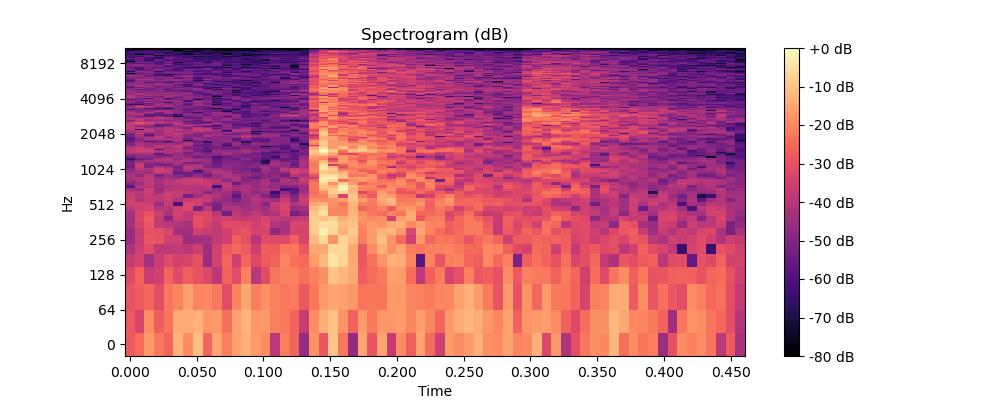 Spectrogram (dB)
Hz
8192
4096
2048
1024
512
256
128
64
0
0.000 0.050 0.100 0.150 0.200 0.250 0.300 0.350 0.400 0.450
Time
+0 dB
-10 dB
-20 dB
-30 dB
-40 dB
-50 dB
-60 dB
-70 dB
-80 dB